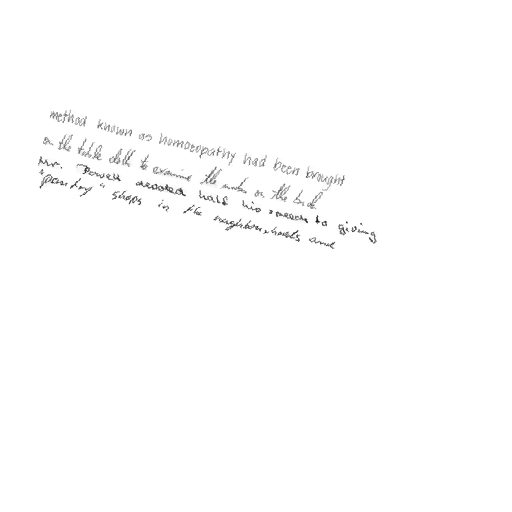 method known as homoeopathy had been brought
on the table cloth to examine the marks on the back
Mr. Powell devoted half his speech to giving
"pansy" shops in the neighbourhoods and